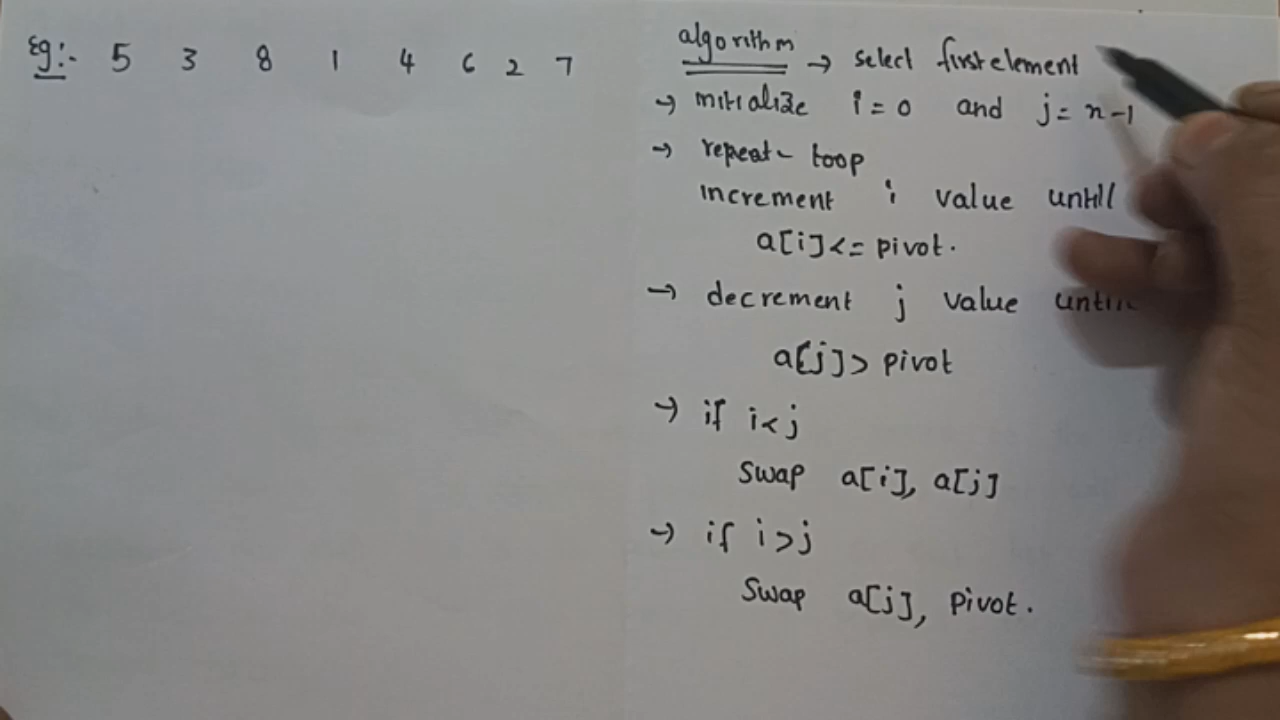 Eg:- 5 3 8 1 4 6 2 7
algorithm → select first element
→ initialize i = 0 and j = n-1
→ repeat- loop
increment i value until
a[i] <= pivot.
→ decrement j value until
a[j] > pivot
→ if i < j
Swap a[i], a[j]
→ if i > j
Swap a[j], pivot.